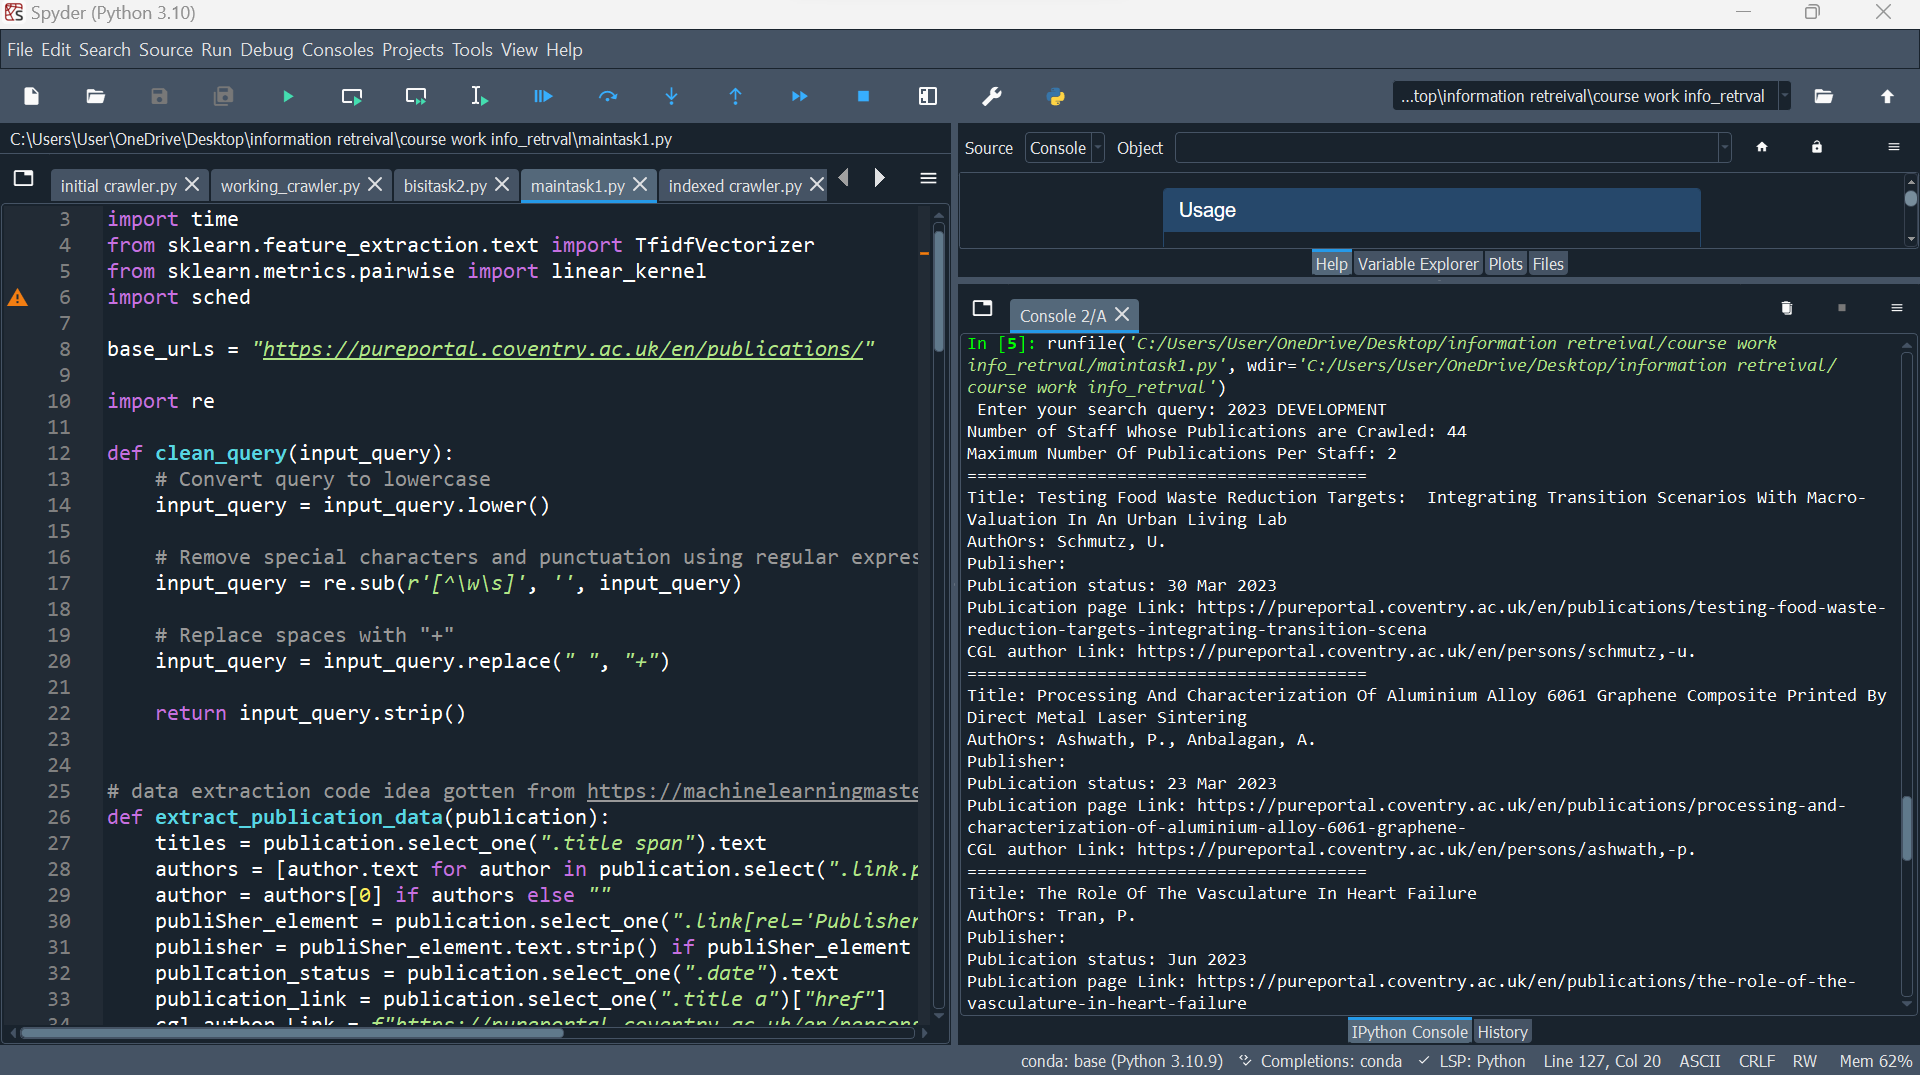 Spyder (Python 3.10)
File Edit Search Source Run Debug Consoles Projects Tools View Help
...top\information retreival\course work info_retrval
C:\Users\User\OneDrive\Desktop\information retreival\course work info_retrval\maintask1.py
initial crawler.py working_crawler.py bisitask2.py maintask1.py indexed crawler.py
3 import time
4 from sklearn.feature_extraction.text import TfidfVectorizer
5 from sklearn.metrics.pairwise import linear_kernel
6 import sched
7
8 base_urLs = "https://pureportal.coventry.ac.uk/en/publications/"
9
10 import re
11
12 def clean_query(input_query):
13 # Convert query to lowercase
14 input_query = input_query.lower()
15
16 # Remove special characters and punctuation using regular expres
17 input_query = re.sub(r'[^\w\s]', '', input_query)
18
19 # Replace spaces with "+"
20 input_query = input_query.replace(" ", "+")
21
22 return input_query.strip()
23
24
25 # data extraction code idea gotten from https://machinelearningmaste
26 def extract_publication_data(publication):
27 titles = publication.select_one(".title span").text
28 authors = [author.text for author in publication.select(".link.p
29 author = authors[0] if authors else ""
30 publiSher_element = publication.select_one(".link[rel='Publisher
31 publisher = publiSher_element.text.strip() if publiSher_element
32 publIcation_status = publication.select_one(".date").text
33 publication_link = publication.select_one(".title a")["href"]
34 cgl_author_Link = f"https://pureportal.coventry.ac.uk/en/persons
Source Console Object
Usage
Help Variable Explorer Plots Files
Console 2/A
In [5]: runfile('C:/Users/User/OneDrive/Desktop/information retreival/course work
info_retrval/maintask1.py', wdir='C:/Users/User/OneDrive/Desktop/information retreival/
course work info_retrval')
Enter your search query: 2023 DEVELOPMENT
Number of Staff Whose Publications are Crawled: 44
Maximum Number Of Publications Per Staff: 2
========================================
Title: Testing Food Waste Reduction Targets:  Integrating Transition Scenarios With Macro-
Valuation In An Urban Living Lab
AuthOrs: Schmutz, U.
Publisher:
PubLication status: 30 Mar 2023
PubLication page Link: https://pureportal.coventry.ac.uk/en/publications/testing-food-waste-
reduction-targets-integrating-transition-scena
CGL author Link: https://pureportal.coventry.ac.uk/en/persons/schmutz,-u.
========================================
Title: Processing And Characterization Of Aluminium Alloy 6061 Graphene Composite Printed By
Direct Metal Laser Sintering
AuthOrs: Ashwath, P., Anbalagan, A.
Publisher:
PubLication status: 23 Mar 2023
PubLication page Link: https://pureportal.coventry.ac.uk/en/publications/processing-and-
characterization-of-aluminium-alloy-6061-graphene-
CGL author Link: https://pureportal.coventry.ac.uk/en/persons/ashwath,-p.
========================================
Title: The Role Of The Vasculature In Heart Failure
AuthOrs: Tran, P.
Publisher:
PubLication status: Jun 2023
PubLication page Link: https://pureportal.coventry.ac.uk/en/publications/the-role-of-the-
vasculature-in-heart-failure
IPython Console History
conda: base (Python 3.10.9) Completions: conda LSP: Python Line 127, Col 20 ASCII CRLF RW Mem 62%